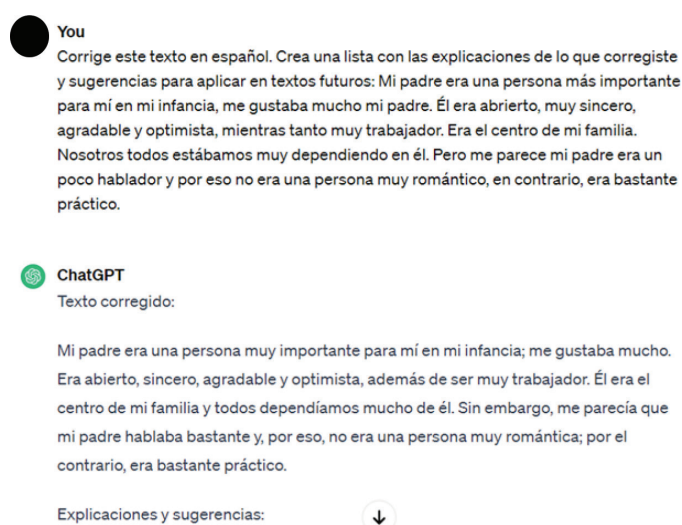 You
Corrige este texto en español. Crea una lista con las explicaciones de lo que corregiste
y sugerencias para aplicar en textos futuros: Mi padre era una persona más importante
para mí en mi infancia, me gustaba mucho mi padre. Él era abrierto, muy sincero,
agradable y optimista, mientras tanto muy trabajador. Era el centro de mi familia.
Nosotros todos estábamos muy dependiendo en él. Pero me parece mi padre era un
poco hablador y por eso no era una persona muy romántico, en contrario, era bastante
práctico.
ChatGPT
Texto corregido:
Mi padre era una persona muy importante para mí en mi infancia; me gustaba mucho.
Era abierto, sincero, agradable y optimista, además de ser muy trabajador. Él era el
centro de mi familia y todos dependíamos mucho de él. Sin embargo, me parecía que
mi padre hablaba bastante y, por eso, no era una persona muy romántica; por el
contrario, era bastante práctico.
Explicaciones y sugerencias: